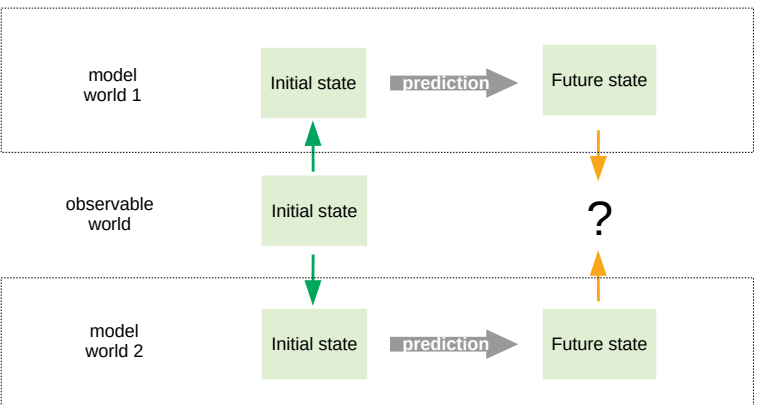 model
world 1
Initial state
prediction
Future state
observable
world
Initial state
?
model
world 2
Initial state
prediction
Future state